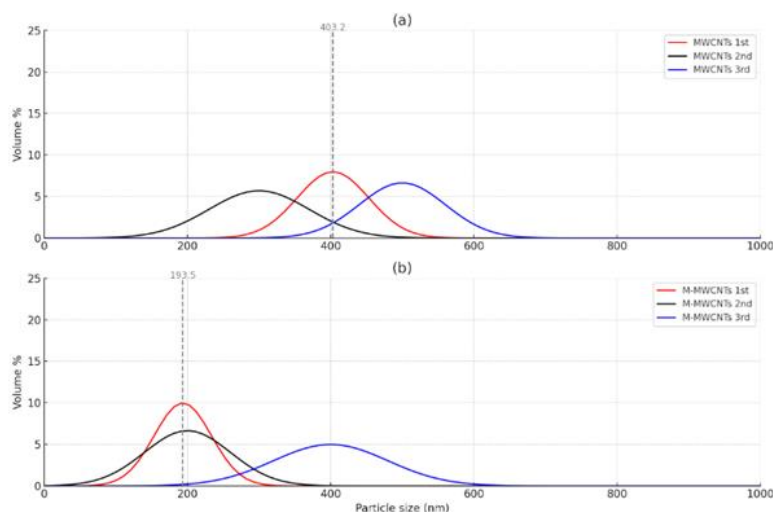 (a)
403.2
25
20
15
10
5
0
Volume %
MWCNTs 1st
MWCNTs 2nd
MWCNTs 3rd
0 200 400 600 800 1000
(b)
193.5
25
20
15
10
5
0
Volume %
M-MWCNTs 1st
M-MWCNTs 2nd
M-MWCNTs 3rd
0 200 400 600 800 1000
Particle size (nm)